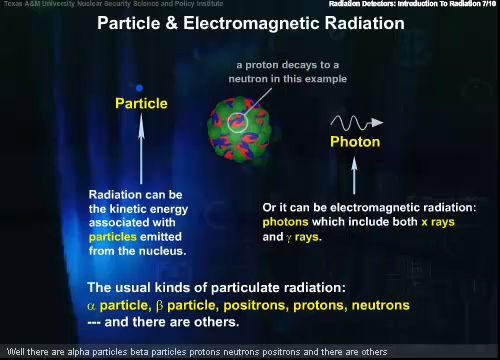 Texas A&M University Nuclear Security Science and Policy Institute
Radiation Detectors: Introduction To Radiation 7/10
Particle & Electromagnetic Radiation
a proton decays to a
neutron in this example
Particle
Photon
Radiation can be
the kinetic energy
associated with
particles emitted
from the nucleus.
Or it can be electromagnetic radiation:
photons which include both x rays
and γ rays.
The usual kinds of particulate radiation:
α particle, β particle, positrons, protons, neutrons
--- and there are others.
Well there are alpha particles beta particles protons neutrons positrons and there are others